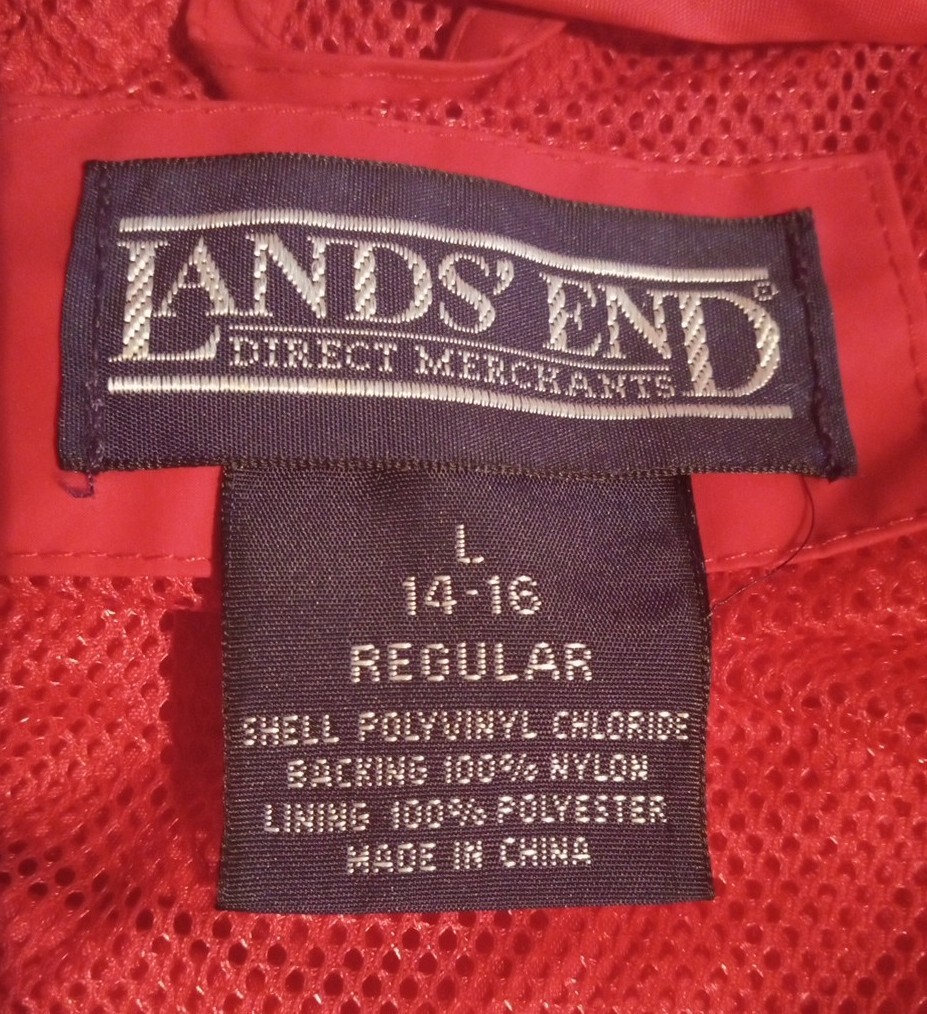 LANDS' END®
DIRECT MERCHANTS
L
14-16
REGULAR
SHELL POLYVINYL CHLORIDE
BACKING 100% NYLON
LINING 100% POLYESTER
MADE IN CHINA